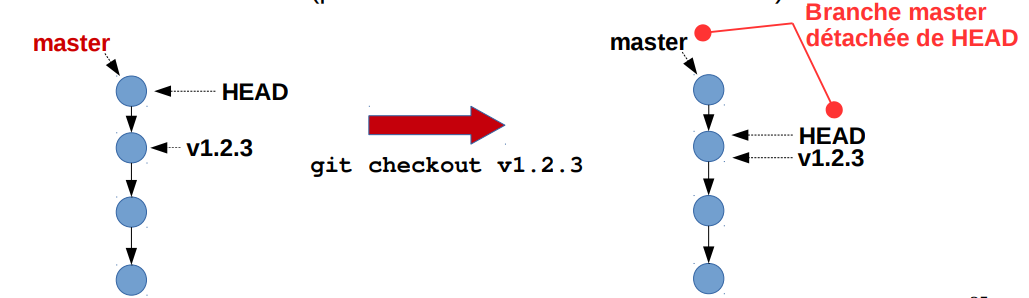 master
HEAD
v1.2.3
git checkout v1.2.3
Branche master
détachée de HEAD
master
HEAD
v1.2.3